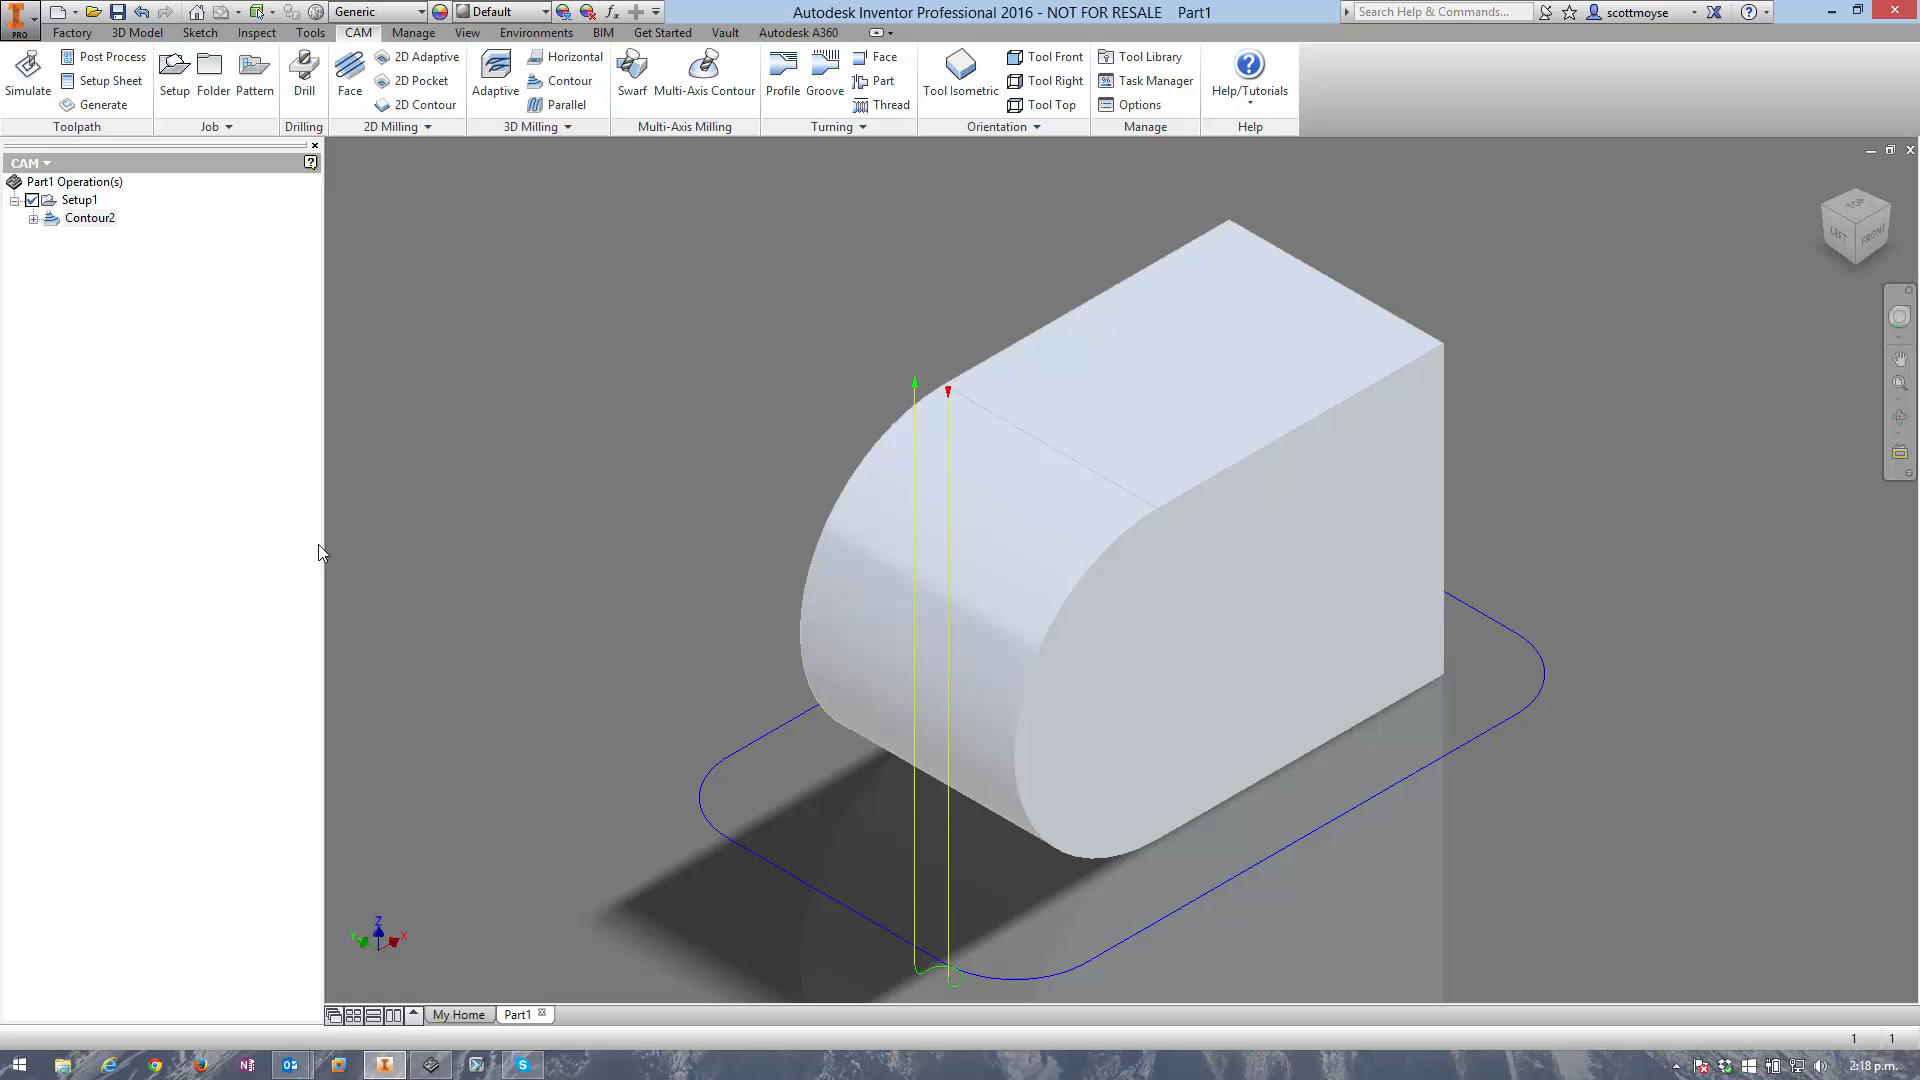 Generic
Default
Autodesk Inventor Professional 2016 - NOT FOR RESALE Part1
Search Help & Commands...
scottmoyse
PRO
Factory 3D Model Sketch Inspect Tools CAM Manage View Environments BIM Get Started Vault Autodesk A360
Simulate
Post Process
Setup Sheet
Generate
Toolpath
Setup Folder Pattern
Job
Drill
Drilling
Face
2D Adaptive
2D Pocket
2D Contour
2D Milling
Adaptive
Horizontal
Contour
Parallel
3D Milling
Swarf Multi-Axis Contour
Multi-Axis Milling
Profile Groove
Face
Part
Thread
Turning
Tool Isometric
Tool Front
Tool Right
Tool Top
Orientation
Tool Library
Task Manager
Options
Manage
Help/Tutorials
Help
CAM
Part1 Operation(s)
Setup1
Contour2
TOP
LEFT FRONT
Z
Y X
My Home Part1
1 1
2:18 p.m.